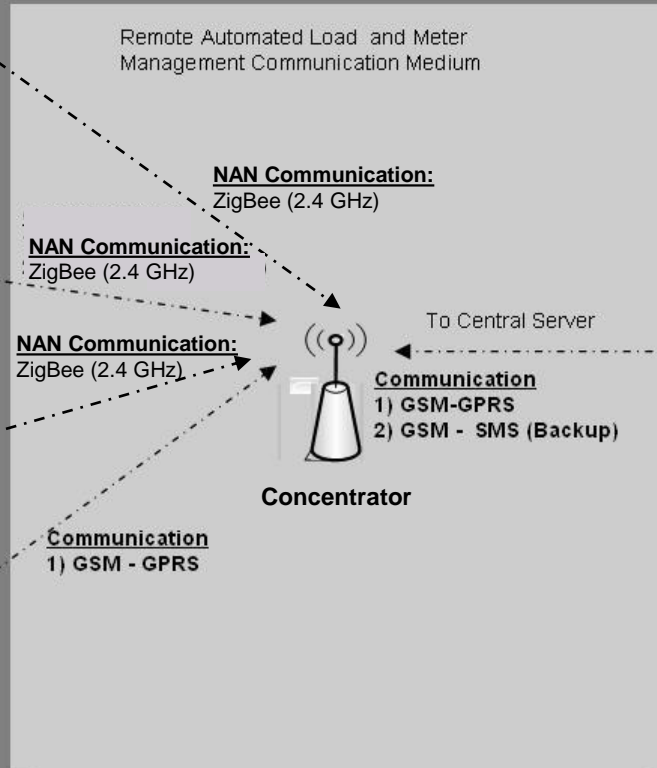 Remote Automated Load and Meter
Management Communication Medium
NAN Communication:
ZigBee (2.4 GHz)
NAN Communication:
ZigBee (2.4 GHz)
NAN Communication:
ZigBee (2.4 GHz)
To Central Server
Communication
1) GSM-GPRS
2) GSM - SMS (Backup)
Concentrator
Communication
1) GSM - GPRS